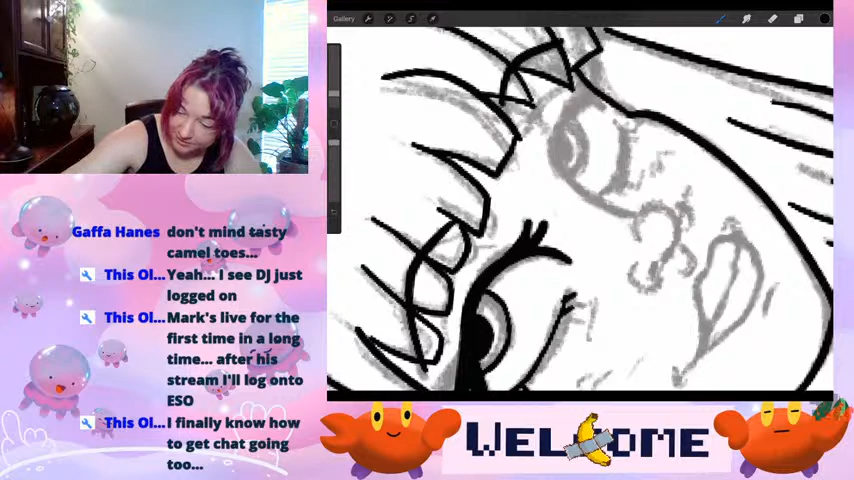 Gallery
Gaffa Hanes don't mind tasty
camel toes...
This Ol... Yeah... I see DJ just
logged on
This Ol... Mark's live for the
first time in a long
time... after his
stream I'll log onto
ESO
This Ol... I finally know how
to get chat going
too...
WELCOME